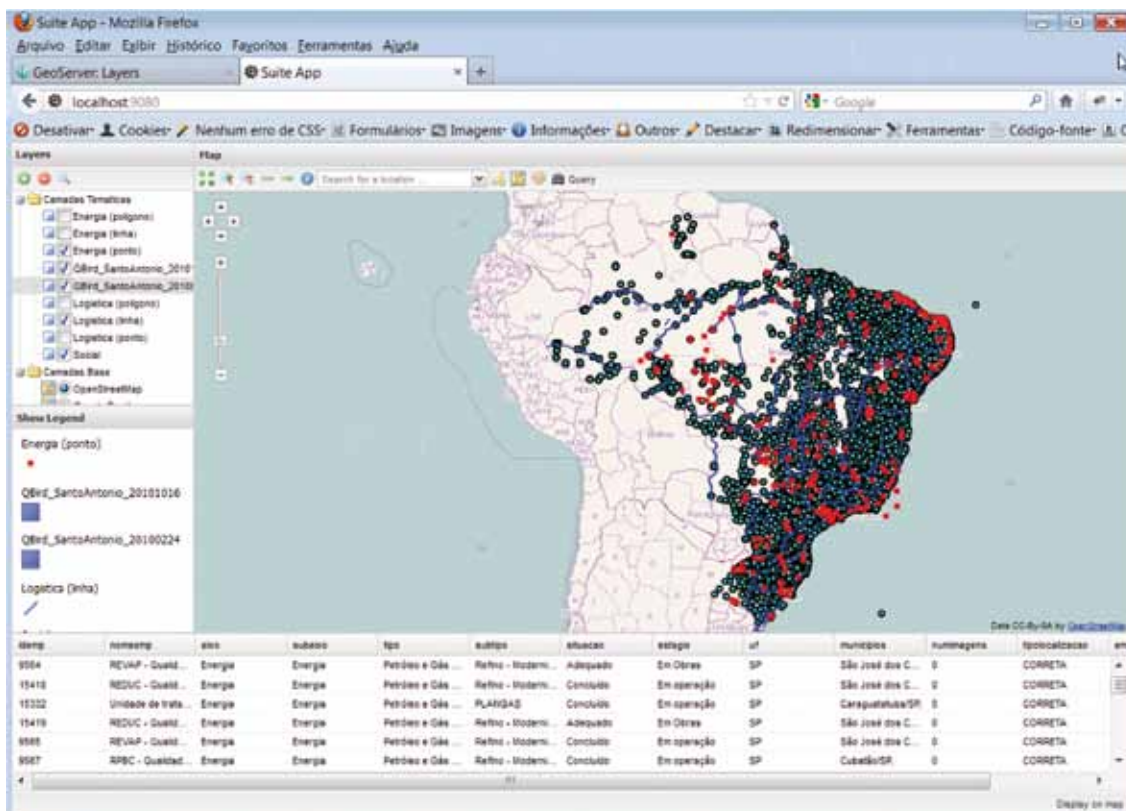 Suite App - Mozilla Firefox
Arquivo Editar Exibir Histórico Favoritos Ferramentas Ajuda
GeoServer: Layers
Suite App
localhost:9080
Google
Desativar Cookies Nenhum erro de CSS Formulários Imagens Informações Outros Destacar Redimensionar Ferramentas Código-fonte
Layers
Map
Search for a location ...
Query
Camadas Tematicas
Energia (poligono)
Energia (linha)
Energia (ponto)
QBird_SantoAntonio_2010
QBird_SantoAntonio_2010
Logistica (poligono)
Logistica (linha)
Logistica (ponto)
Social
Camadas Base
OpenStreetMap
Show Legend
Energia (ponto)
QBird_SantoAntonio_20101016
QBird_SantoAntonio_20100224
Logistica (linha)
Data CC-By-SA by OpenStreetMap
idemp nomeemp eixo subeixo tipo subtipo situacao estagio uf municipios numimagens tipolocalizacao
9564 REVAP - Qualid... Energia Energia Petróleo e Gás ... Refino - Moderni... Adequado Em Obras SP São José dos C... 0 CORRETA
15418 REDUC - Qualid... Energia Energia Petróleo e Gás ... Refino - Moderni... Concluído Em operação SP São José dos C... 0 CORRETA
15332 Unidade de trata... Energia Energia Petróleo e Gás ... PLANGAS Concluído Em operação SP Caraguatatuba/SP 0 CORRETA
15419 REDUC - Qualid... Energia Energia Petróleo e Gás ... Refino - Moderni... Adequado Em Obras SP São José dos C... 0 CORRETA
9565 REVAP - Qualid... Energia Energia Petróleo e Gás ... Refino - Moderni... Concluído Em operação SP São José dos C... 0 CORRETA
9567 RPBC - Qualidad... Energia Energia Petróleo e Gás ... Refino - Moderni... Concluído Em operação SP Cubatão/SP 0 CORRETA
Display on map